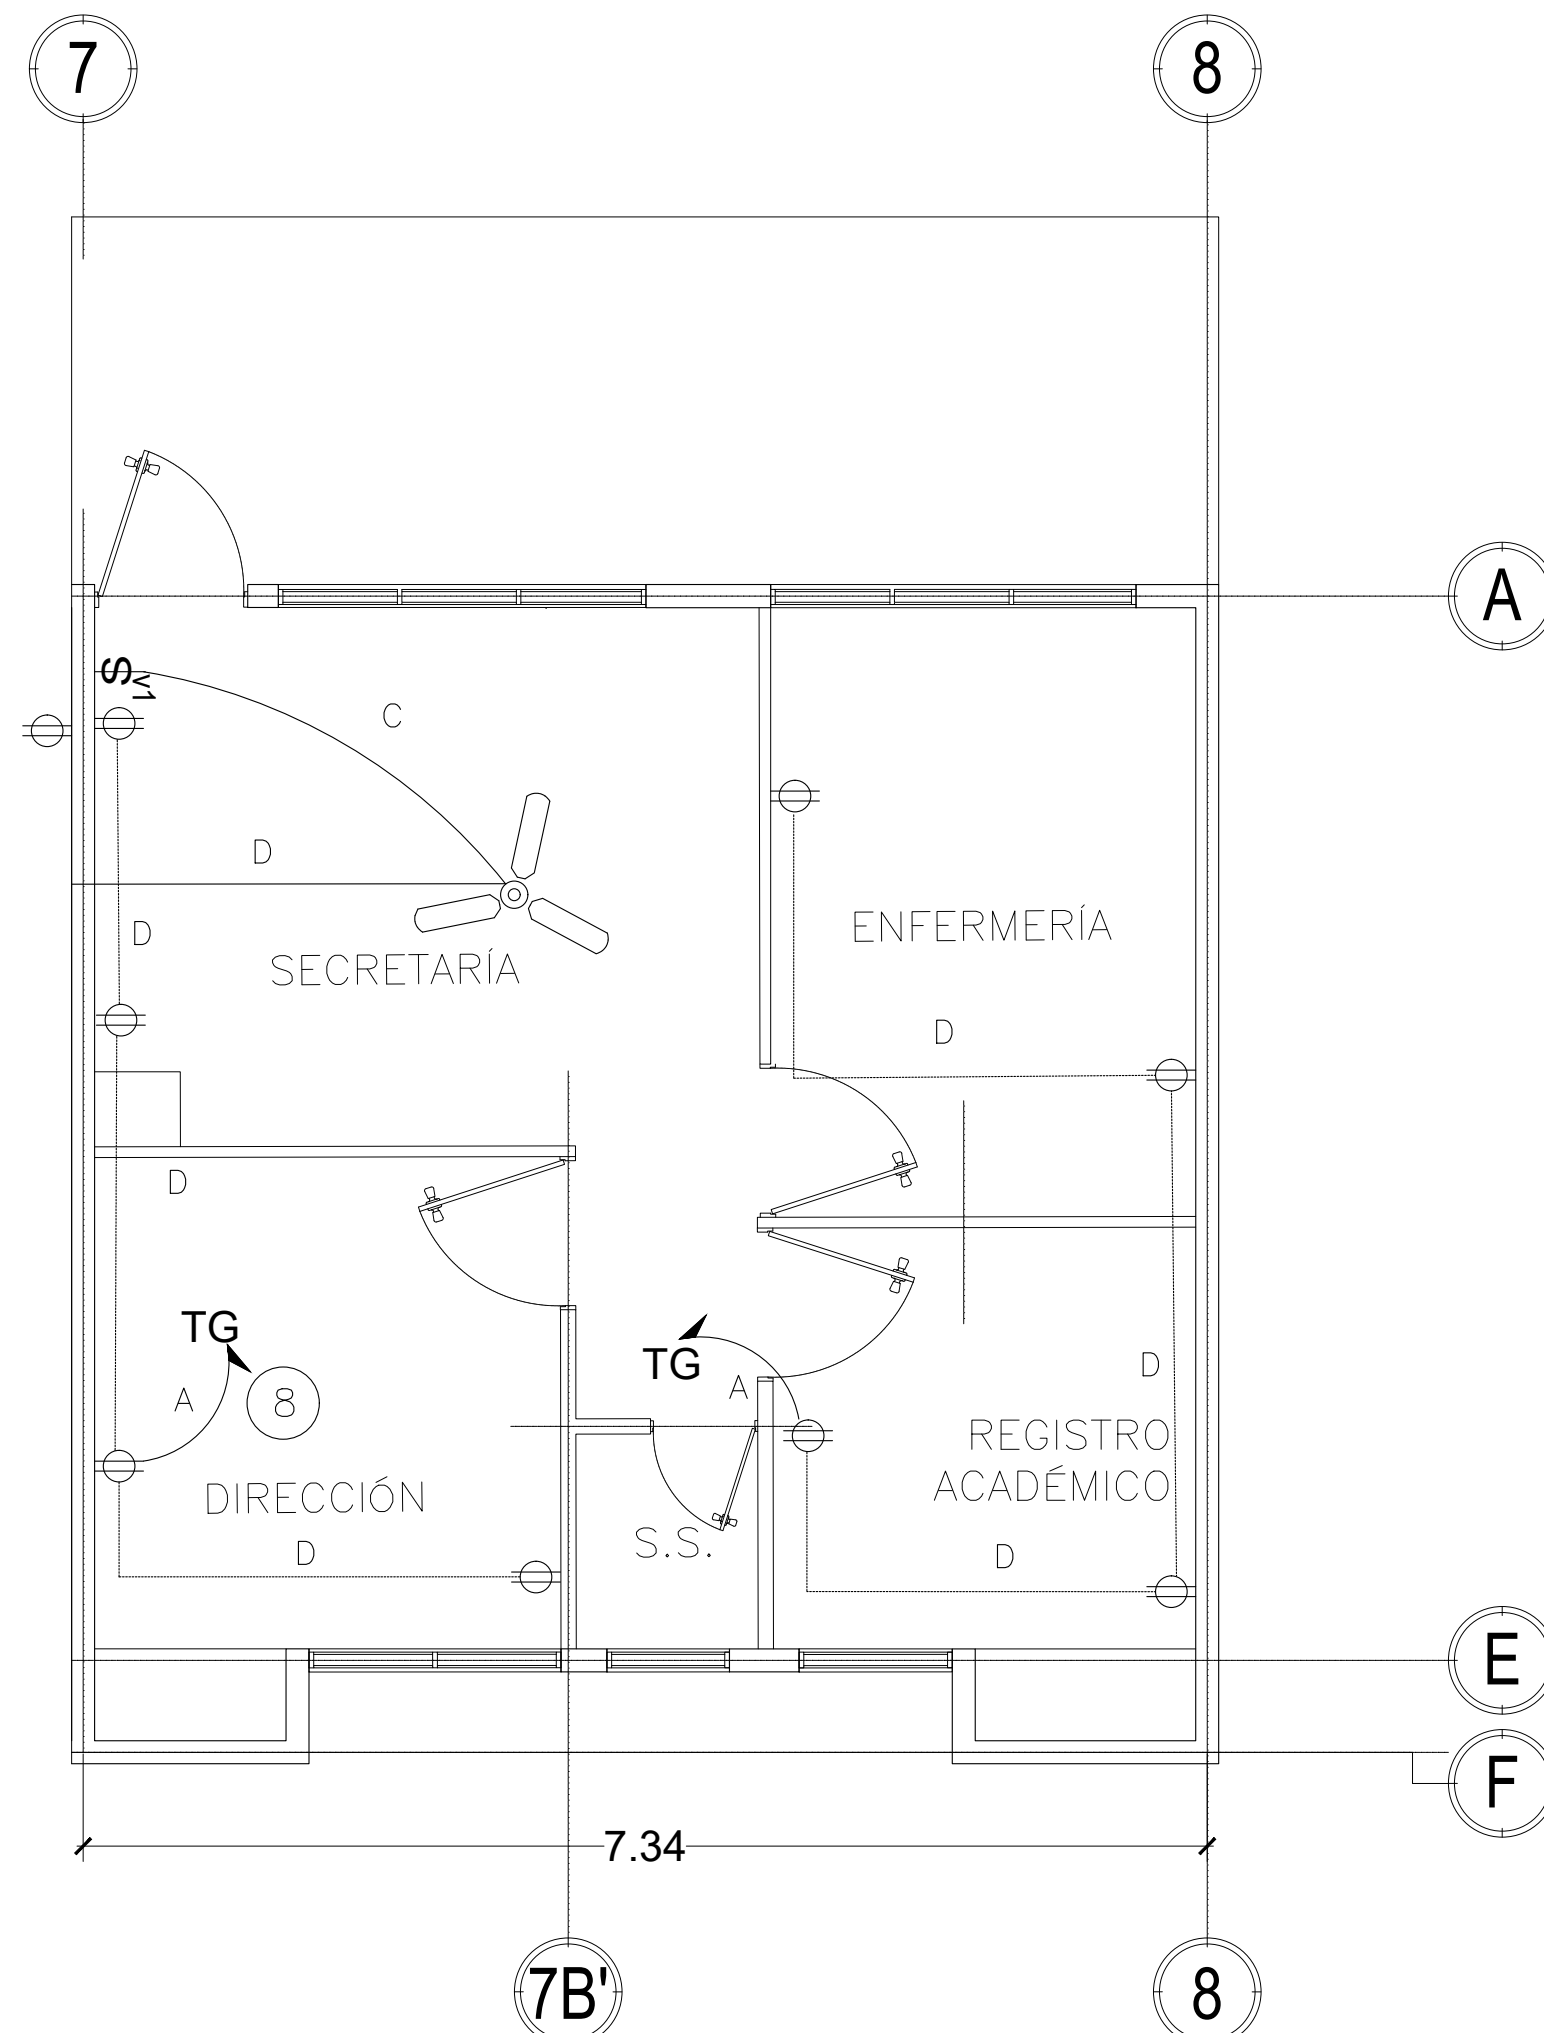 7
8
A
S
v1
C
D
D
ENFERMERÍA
SECRETARÍA
D
D
TG
TG
D
A
A
8
REGISTRO
ACADÉMICO
DIRECCIÓN
S.S.
D
D
E
F
7.34
7B'
8